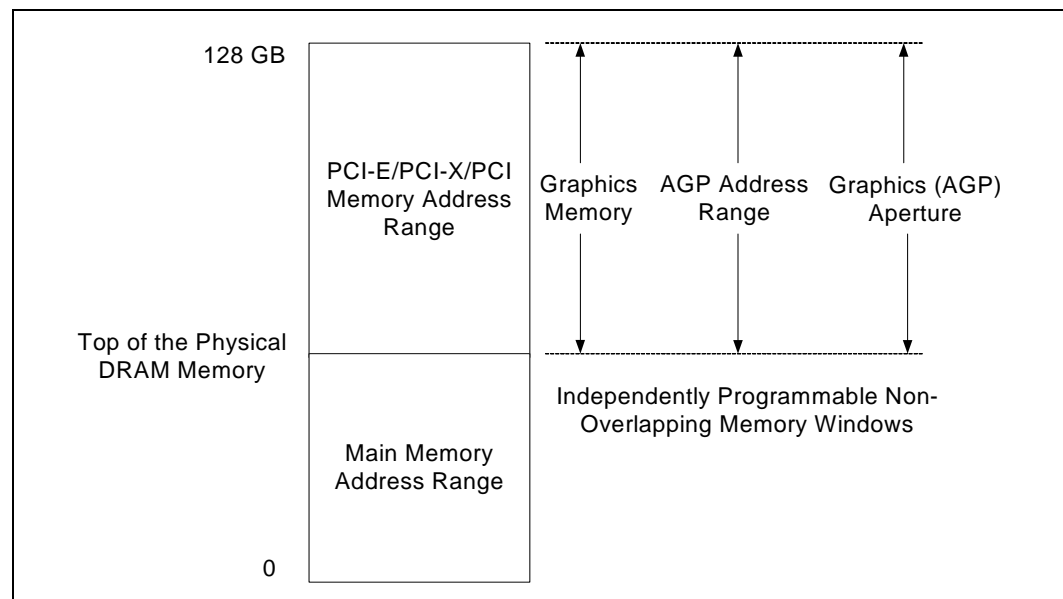 128 GB
PCI-E/PCI-X/PCI
Memory Address
Range
Graphics
Memory
AGP Address
Range
Graphics (AGP)
Aperture
Top of the Physical
DRAM Memory
Independently Programmable Non-
Overlapping Memory Windows
Main Memory
Address Range
0